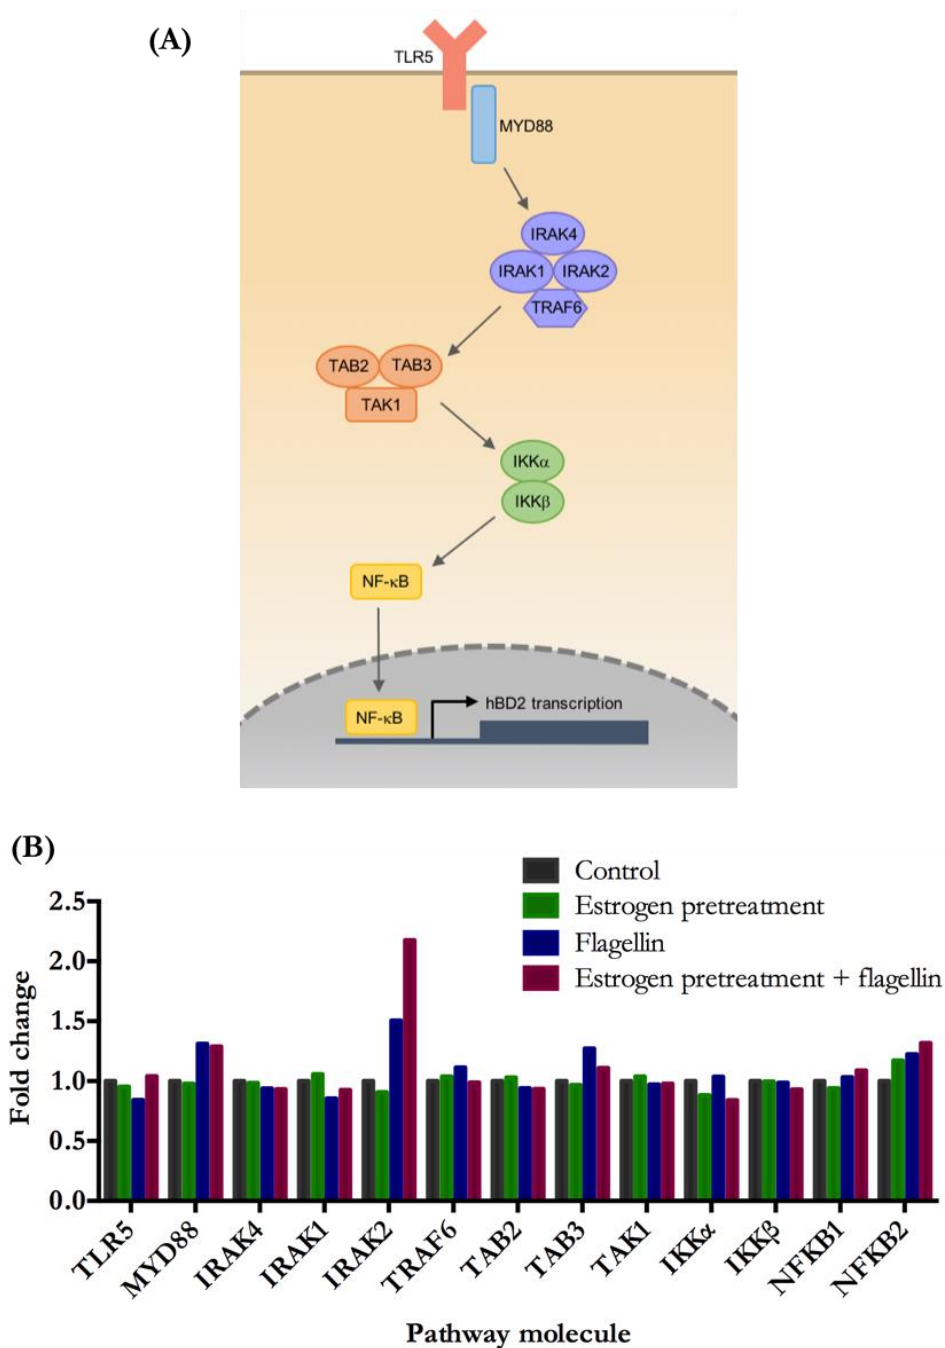 (A)
TLR5
MYD88
IRAK4
IRAK1 IRAK2
TRAF6
TAB2 TAB3
TAK1
IKKα
IKKβ
NF-κB
NF-κB
hBD2 transcription
(B)
Control
Estrogen pretreatment
Flagellin
Estrogen pretreatment + flagellin
Fold change
2.5
2.0
1.5
1.0
0.5
0.0
TLR5
MYD88
IRAK4
IRAK1
IRAK2
TRAF6
TAB2
TAB3
TAK1
IKKα
IKKβ
NFKB1
NFKB2
Pathway molecule